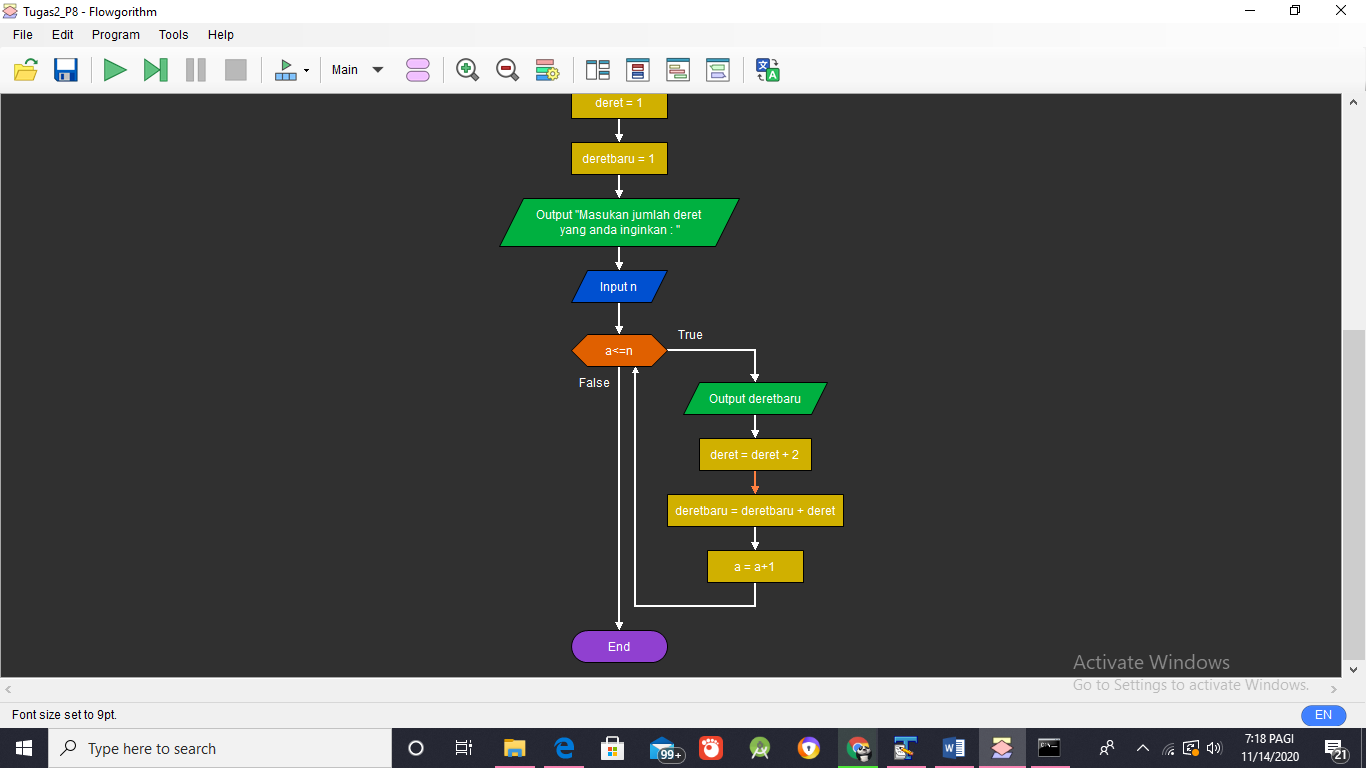 Tugas2_P8 - Flowgorithm
File Edit Program Tools Help
Main
deret = 1
deretbaru = 1
Output "Masukan jumlah deret
yang anda inginkan : "
Input n
True
a<=n
False
Output deretbaru
deret = deret + 2
deretbaru = deretbaru + deret
a = a+1
End
Activate Windows
Go to Settings to activate Windows.
Font size set to 9pt.
EN
Type here to search
99+
7:18 PAGI
11/14/2020
21